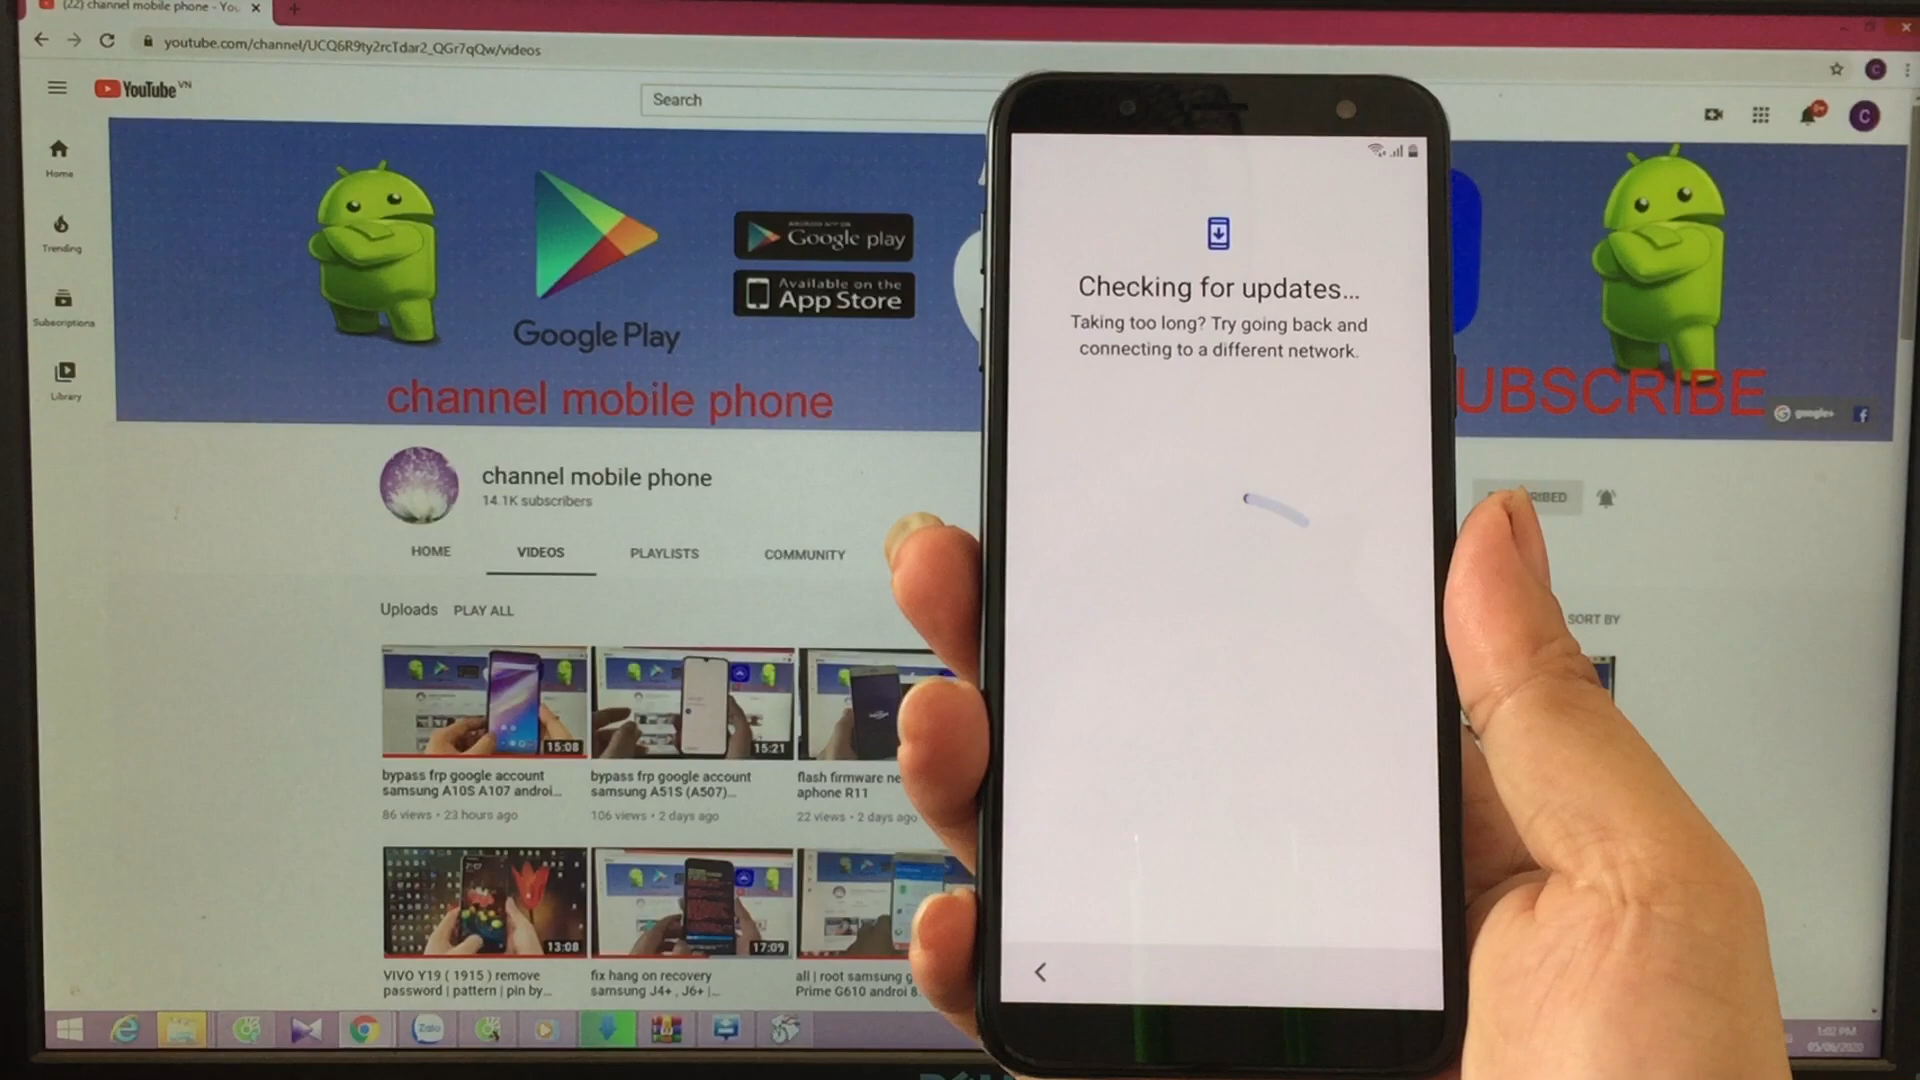 (22) channel mobile phone - You
youtube.com/channel/UCQ6R9ty2rcTdar2_QGr7qQw/videos
YouTube VN
Search
C
9+
C
Home
Trending
Subscriptions
Library
Google Play
Google play
Available on the
App Store
channel mobile phone
UBSCRIBE
google+
channel mobile phone
14.1K subscribers
RIBED
HOME
VIDEOS
PLAYLISTS
COMMUNITY
Uploads
PLAY ALL
SORT BY
15:08
15:21
bypass frp google account
samsung A10S A107 androi...
86 views • 23 hours ago
bypass frp google account
samsung A51S (A507)...
106 views • 2 days ago
flash firmware ne
aphone R11
22 views • 2 days ago
13:08
17:09
VIVO Y19 ( 1915 ) remove
password | pattern | pin by...
fix hang on recovery
samsung J4+ , J6+ |...
all | root samsung g
Prime G610 androi 8.
Zalo
1:02 PM
05/06/2020
Checking for updates...
Taking too long? Try going back and
connecting to a different network.